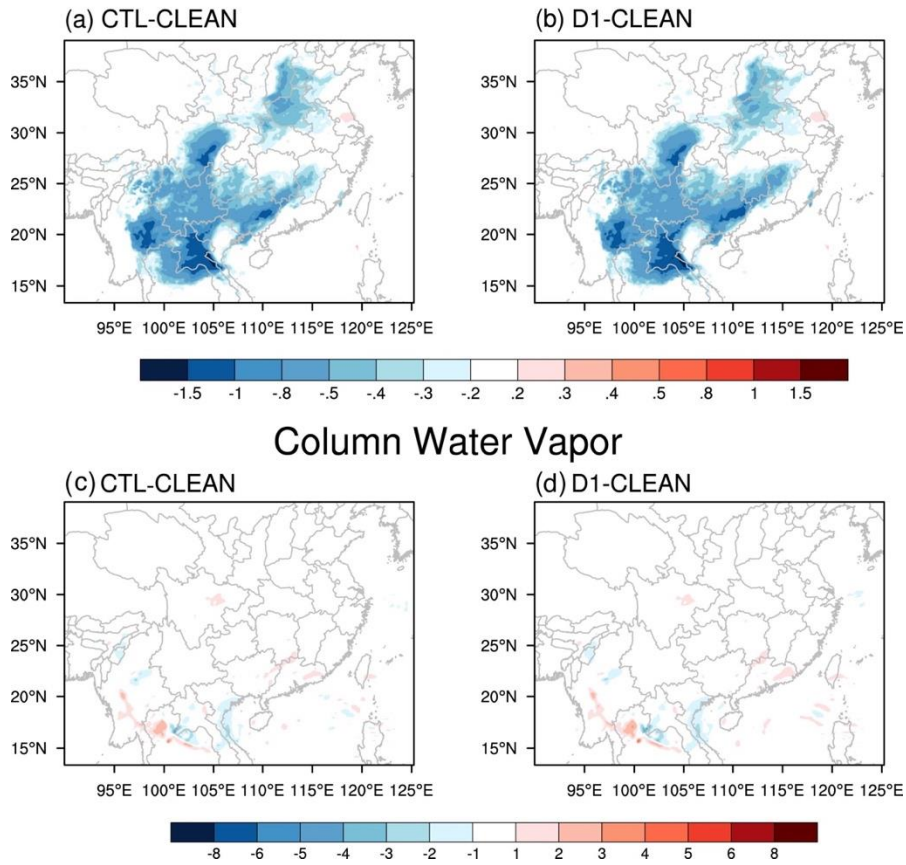 (a) CTL-CLEAN (b) D1-CLEAN
35°N 35°N
30°N 30°N
25°N 25°N
20°N 20°N
15°N 15°N
95°E 100°E 105°E 110°E 115°E 120°E 125°E 95°E 100°E 105°E 110°E 115°E 120°E 125°E
-1.5 -1 -.8 -.5 -.4 -.3 -.2 .2 .3 .4 .5 .8 1 1.5
Column Water Vapor
(c) CTL-CLEAN (d) D1-CLEAN
35°N 35°N
30°N 30°N
25°N 25°N
20°N 20°N
15°N 15°N
95°E 100°E 105°E 110°E 115°E 120°E 125°E 95°E 100°E 105°E 110°E 115°E 120°E 125°E
-8 -6 -5 -4 -3 -2 -1 1 2 3 4 5 6 8